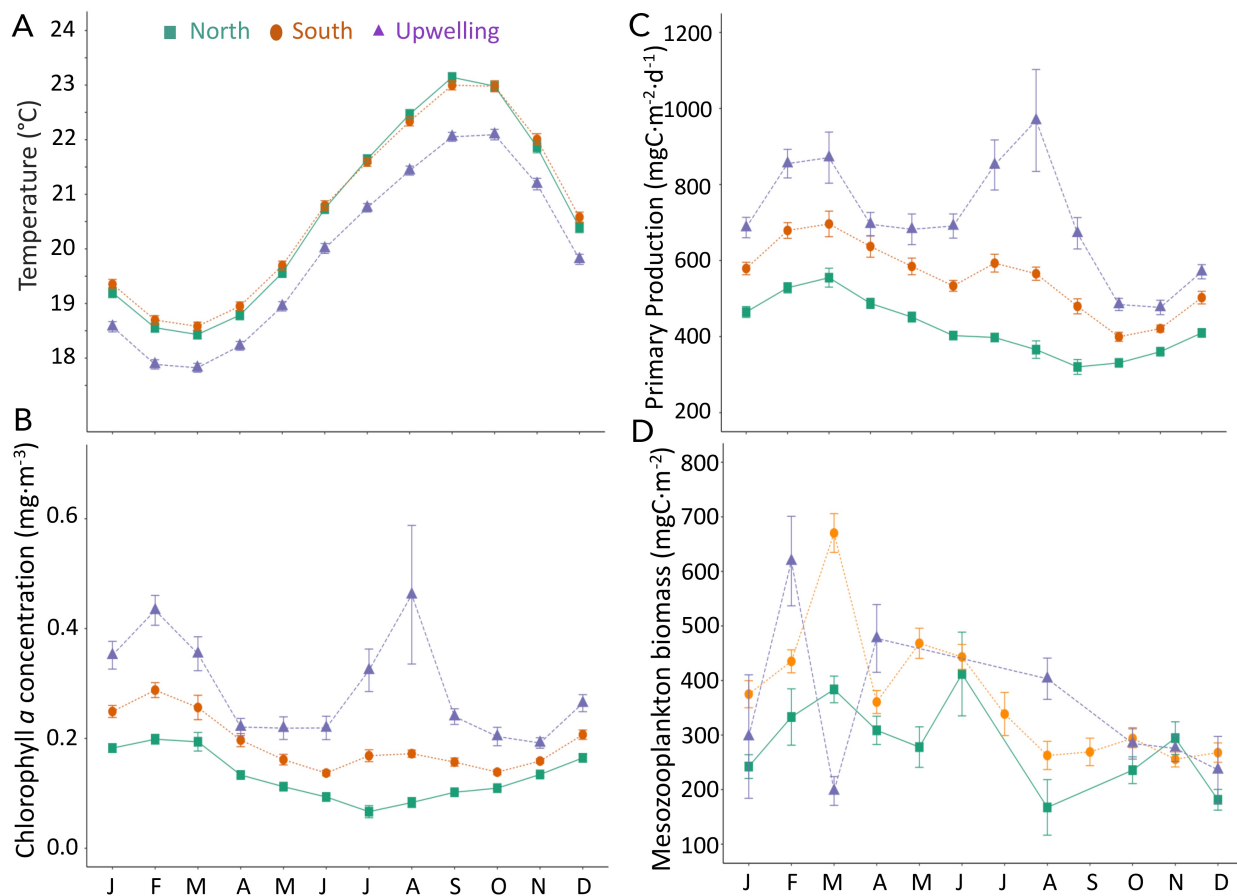 A
North South Upwelling
Temperature (°C)
24
23
22
21
20
19
18
C
Primary Production (mgC·m-2·d-1)
1200
1000
800
600
400
200
B
Chlorophyll a concentration (mg·m-3)
0.6
0.4
0.2
0.0
J F M A M J J A S O N D
D
Mesozooplankton biomass (mgC·m-2)
800
700
600
500
400
300
200
100
J F M A M J J A S O N D